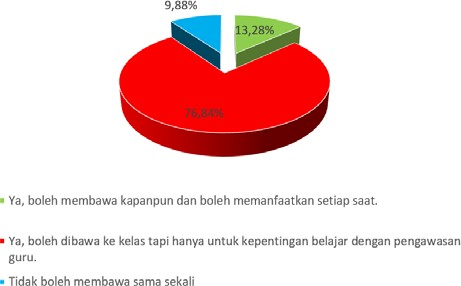 9,88%
13,28%
76,84%
Ya, boleh membawa kapanpun dan boleh memanfaatkan setiap saat.
Ya, boleh dibawa ke kelas tapi hanya untuk kepentingan belajar dengan pengawasan
guru.
Tidak boleh membawa sama sekali